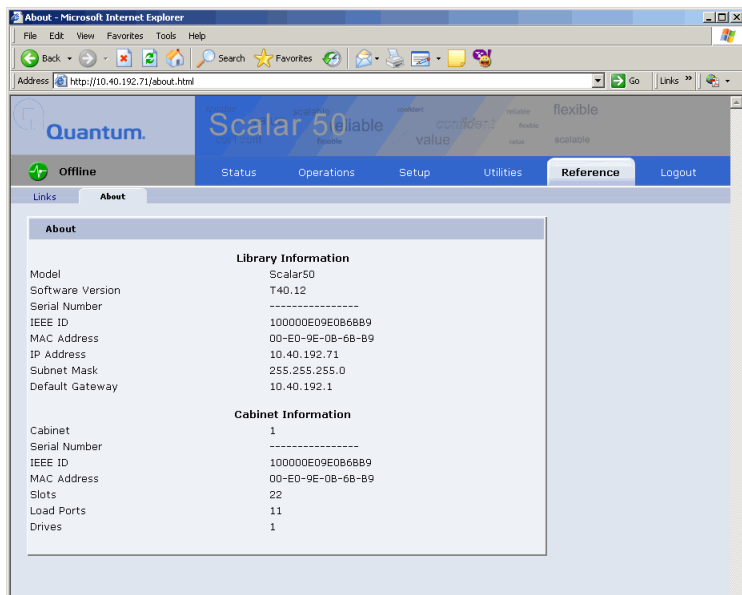 About - Microsoft Internet Explorer
File Edit View Favorites Tools Help
Back Search Favorites
Address http://10.40.192.71/about.html Go Links »
Quantum.
Scalar 50
reliable
confident
value
flexible
scalable
Offline Status Operations Setup Utilities Reference Logout
Links About
About
Library Information
Model Scalar50
Software Version T40.12
Serial Number ----------------
IEEE ID 100000E09E0B6BB9
MAC Address 00-E0-9E-0B-6B-B9
IP Address 10.40.192.71
Subnet Mask 255.255.255.0
Default Gateway 10.40.192.1
Cabinet Information
Cabinet 1
Serial Number ----------------
IEEE ID 100000E09E0B6BB9
MAC Address 00-E0-9E-0B-6B-B9
Slots 22
Load Ports 11
Drives 1